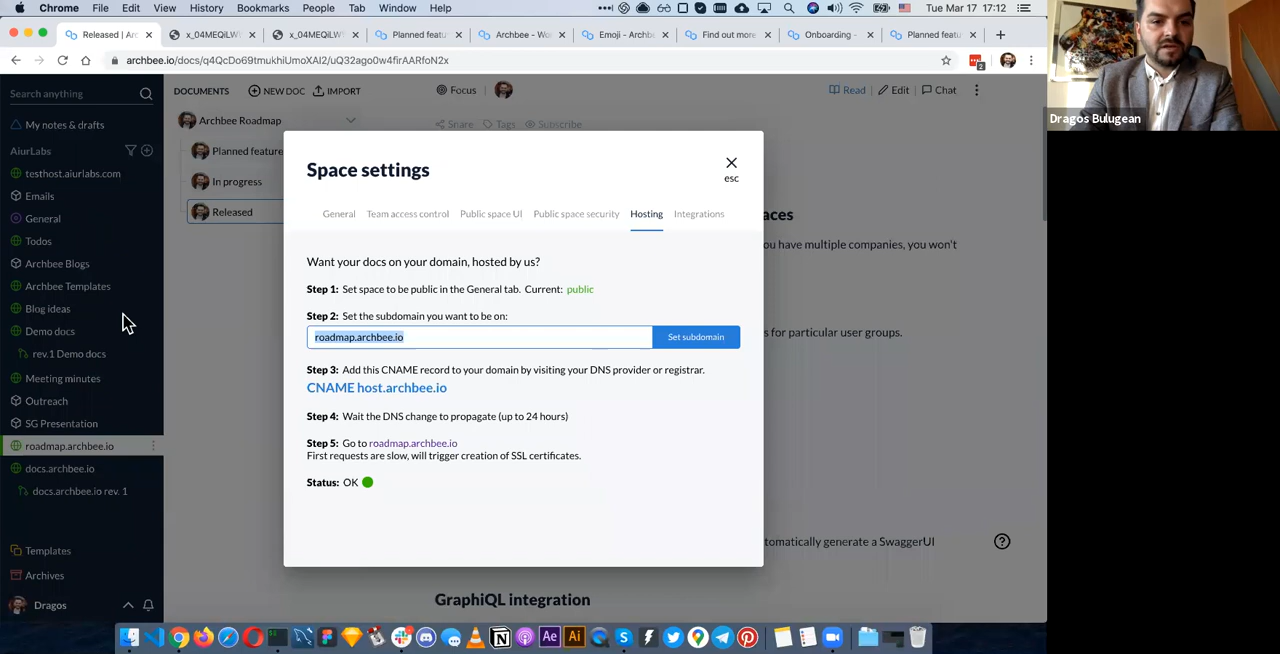 Chrome File Edit View History Bookmarks People Tab Window Help Tue Mar 17 17:12
Released | Arc x_04MEQiLW x_04MEQiLW Planned featu Archbee - Wo Emoji - Archb Find out more Onboarding - Planned featu
archbee.io/docs/q4QcDo69tmukhiUmoXAI2/uQ32ago0w4firAARfoN2x
2
Search anything
DOCUMENTS NEW DOC IMPORT Focus Read Edit Chat
My notes & drafts
Archbee Roadmap
Share Tags Subscribe
AiurLabs
Planned feature
testhost.aiurlabs.com
In progress
Emails
Released
General
Todos
Archbee Blogs
Archbee Templates
Blog ideas
Demo docs
rev.1 Demo docs
Meeting minutes
Outreach
SG Presentation
roadmap.archbee.io
docs.archbee.io
docs.archbee.io rev. 1
Templates
Archives
Dragos
Space settings
esc
General Team access control Public space UI Public space security Hosting Integrations
Want your docs on your domain, hosted by us?
Step 1: Set space to be public in the General tab. Current: public
Step 2: Set the subdomain you want to be on:
roadmap.archbee.io Set subdomain
Step 3: Add this CNAME record to your domain by visiting your DNS provider or registrar.
CNAME host.archbee.io
Step 4: Wait the DNS change to propagate (up to 24 hours)
Step 5: Go to roadmap.archbee.io
First requests are slow, will trigger creation of SSL certificates.
Status: OK
aces
ou have multiple companies, you won't
s for particular user groups.
tomatically generate a SwaggerUI
GraphiQL integration
Ae Ai
Dragos Bulugean